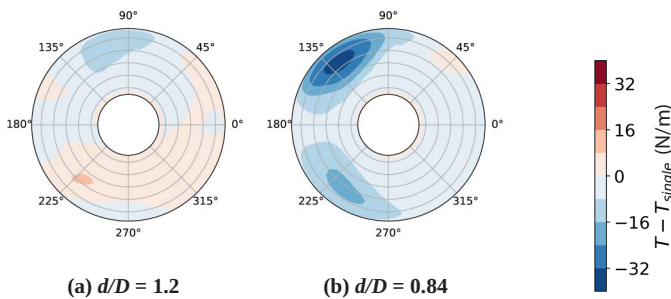 90° 90°
135° 45° 135° 45°
180° 0° 180° 0°
225° 315° 225° 315°
270° 270°
32
16
0
−16
−32
T − T_single (N/m)
(a) d/D = 1.2 (b) d/D = 0.84